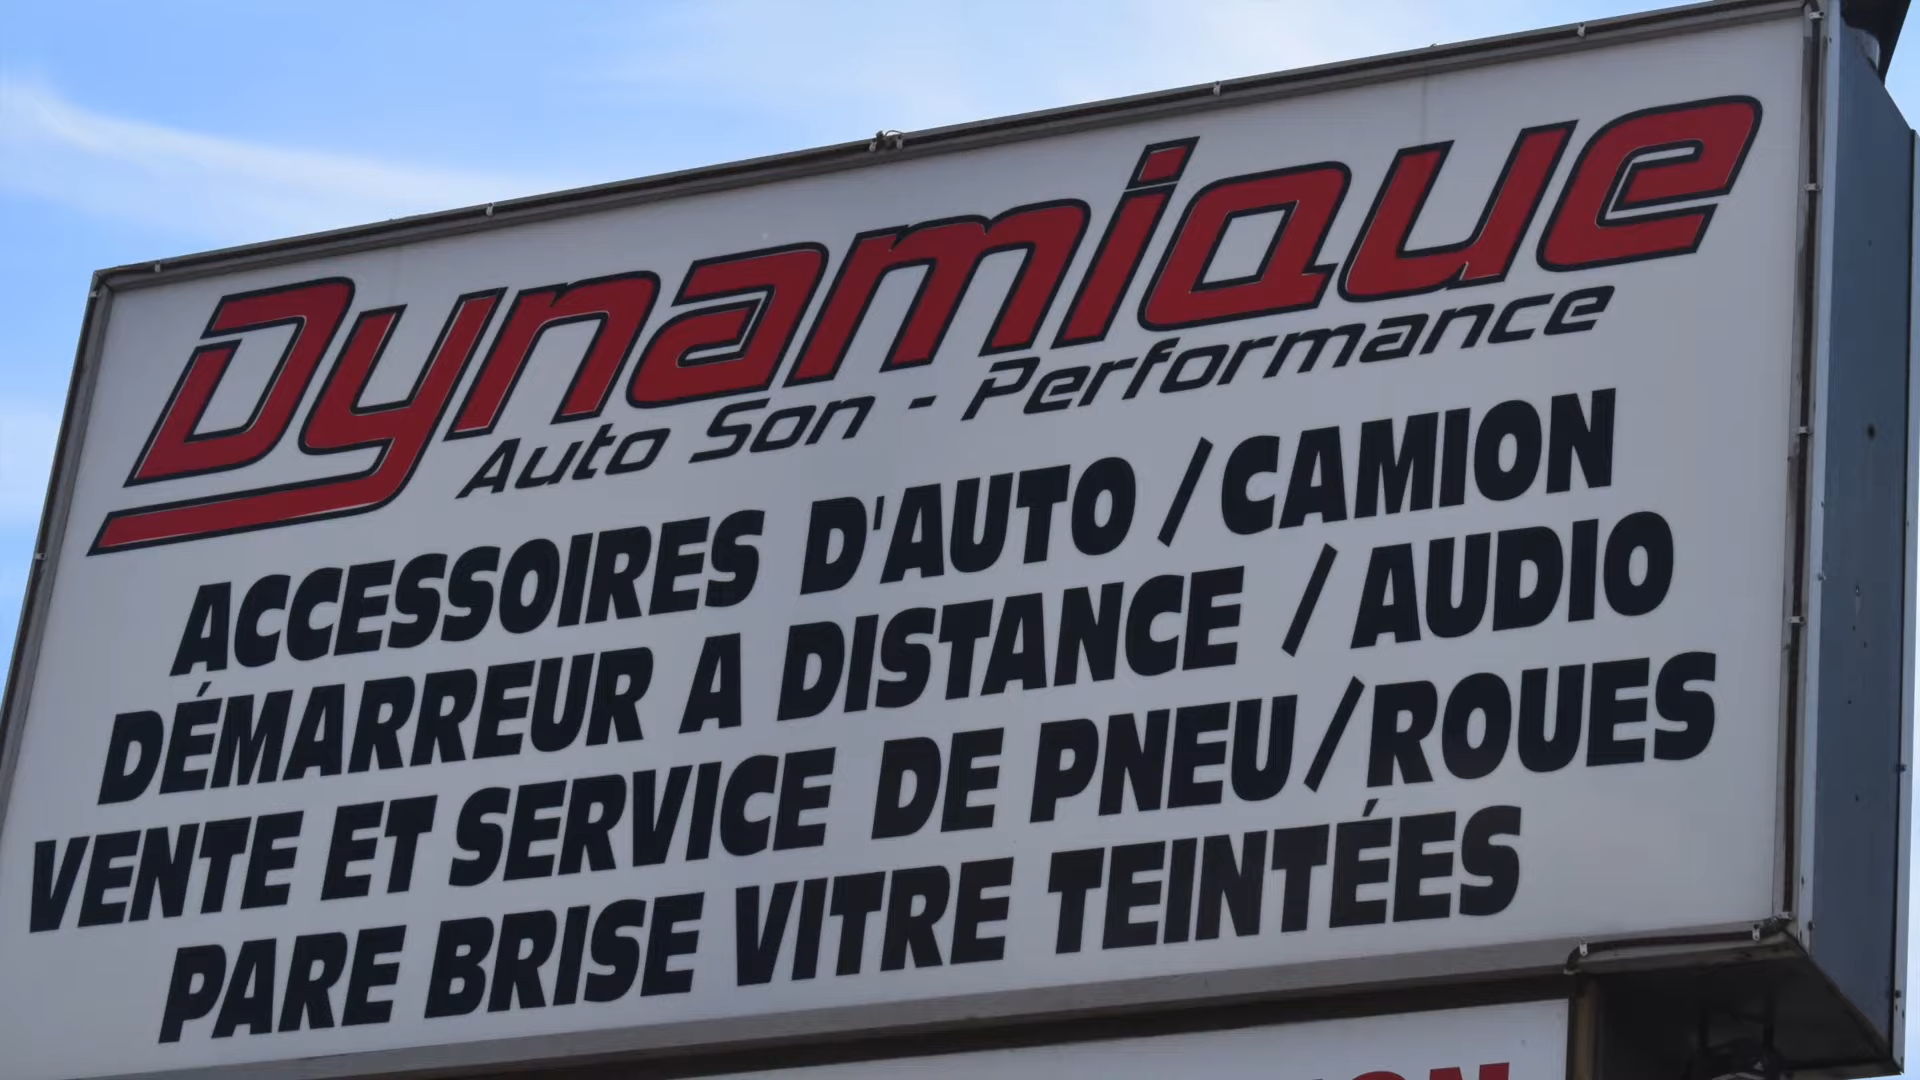 Dynamique
Auto Son - Performance
ACCESSOIRES D'AUTO / CAMION
DÉMARREUR A DISTANCE / AUDIO
VENTE ET SERVICE DE PNEU / ROUES
PARE BRISE VITRE TEINTÉES